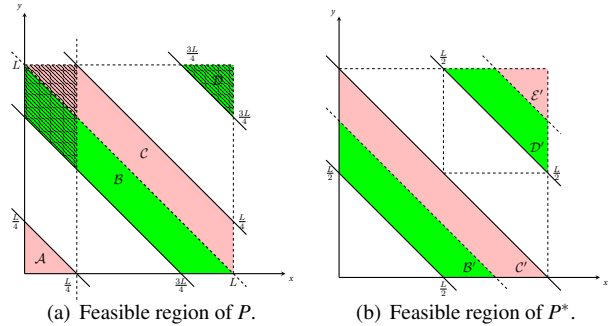 y
L
3L/4
D
3L/4
C
B
L/4
L/4
A
L/4
3L/4
L
x
(a) Feasible region of P.
y
L/2
E′
D′
L/2
L/2
B′
C′
L/2
x
(b) Feasible region of P*.